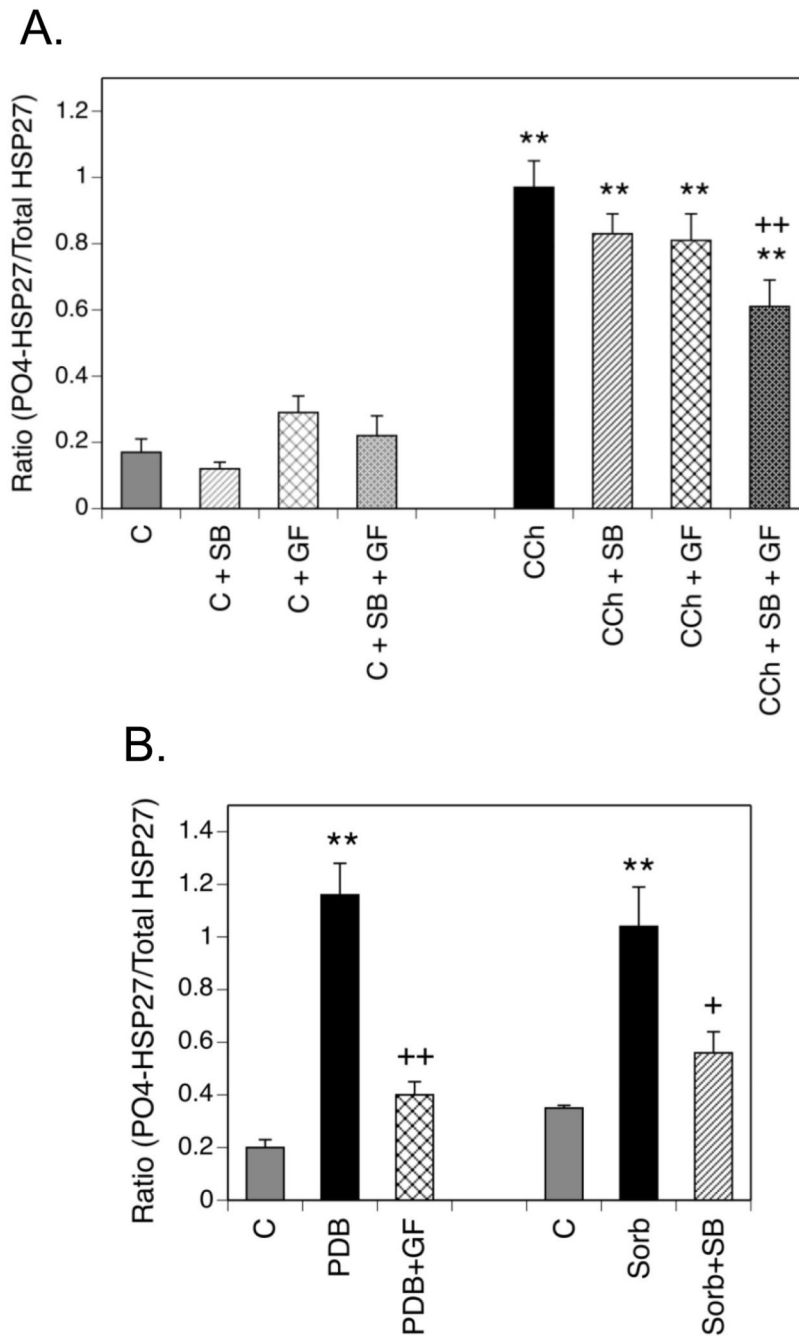 A.
Ratio (PO4-HSP27/Total HSP27)
1.2
1
0.8
0.6
0.4
0.2
0
**
**
**
++
**
C
C + SB
C + GF
C + SB + GF
CCh
CCh + SB
CCh + GF
CCh + SB + GF
B.
Ratio (PO4-HSP27/Total HSP27)
1.4
1.2
1
0.8
0.6
0.4
0.2
0
**
++
**
+
C
PDB
PDB+GF
C
Sorb
Sorb+SB